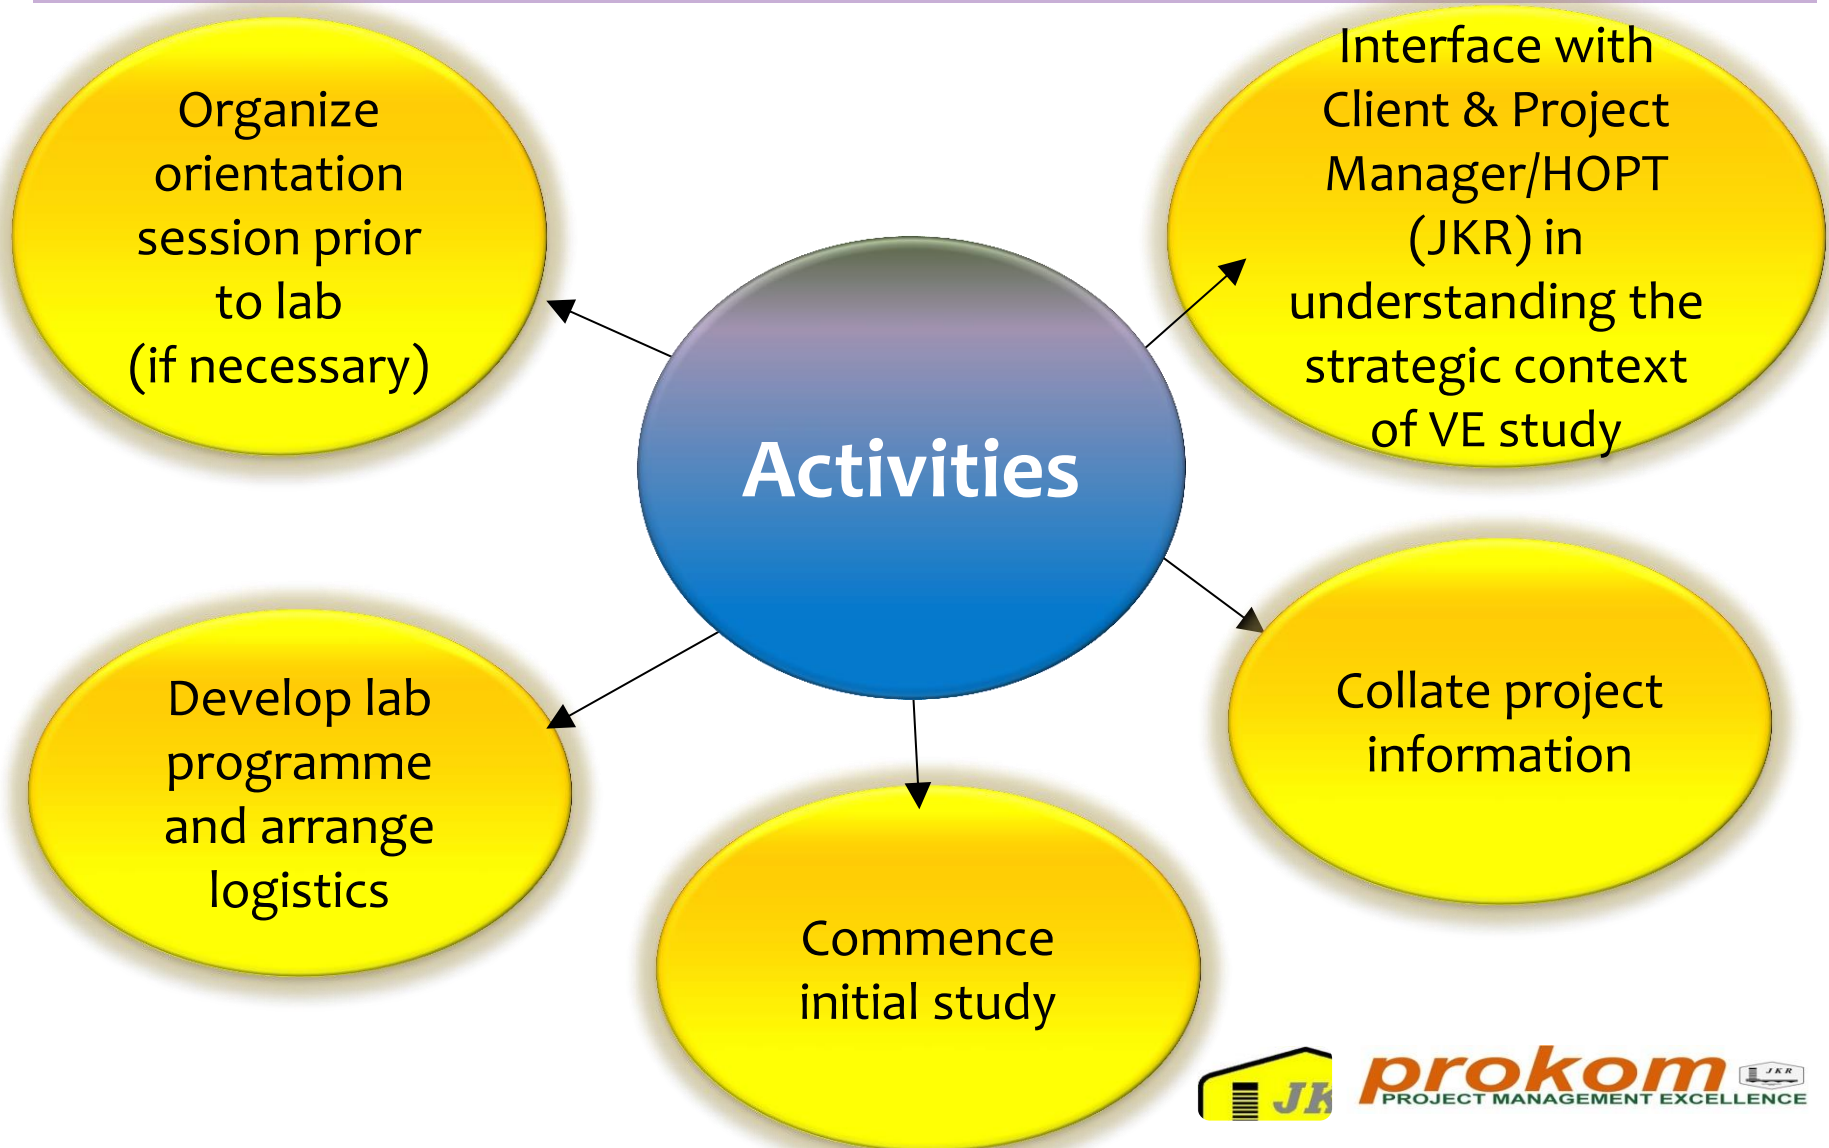 Organize
orientation
session prior
to lab
(if necessary)
Interface with
Client & Project
Manager/HOPT
(JKR) in
understanding the
strategic context
of VE study
Activities
Develop lab
programme
and arrange
logistics
Collate project
information
Commence
initial study
JK
prokom
JKR
PROJECT MANAGEMENT EXCELLENCE